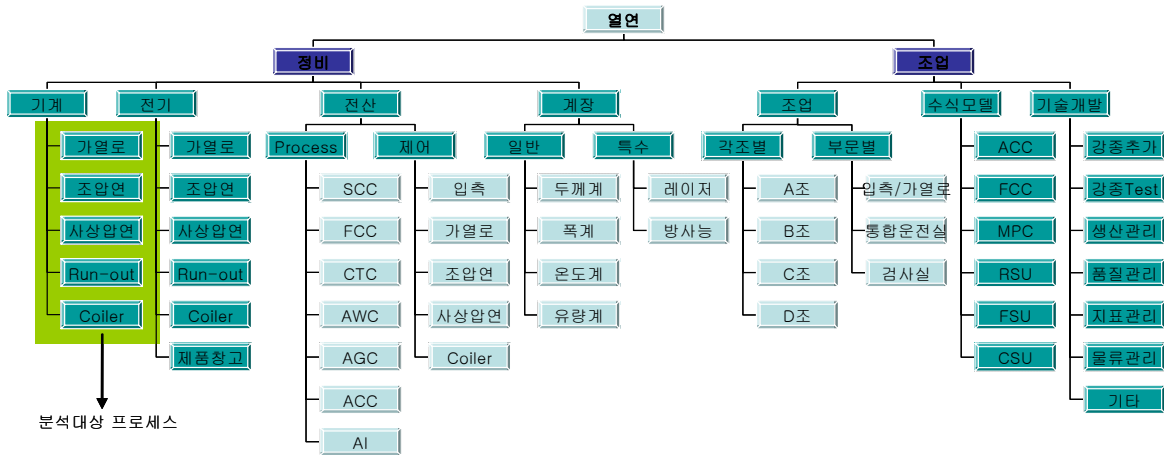 열연
정비
조업
기계
전기
전산
계장
조업
수식모델
기술개발
Process
제어
일반
특수
각조별
부문별
가열로
조압연
사상압연
Run-out
Coiler
가열로
조압연
사상압연
Run-out
Coiler
제품창고
SCC
FCC
CTC
AWC
AGC
ACC
AI
입측
가열로
조압연
사상압연
Coiler
두께계
폭계
온도계
유량계
레이저
방사능
A조
B조
C조
D조
입측/가열로
통합운전실
검사실
ACC
FCC
MPC
RSU
FSU
CSU
강종추가
강종Test
생산관리
품질관리
지표관리
물류관리
기타
분석대상 프로세스